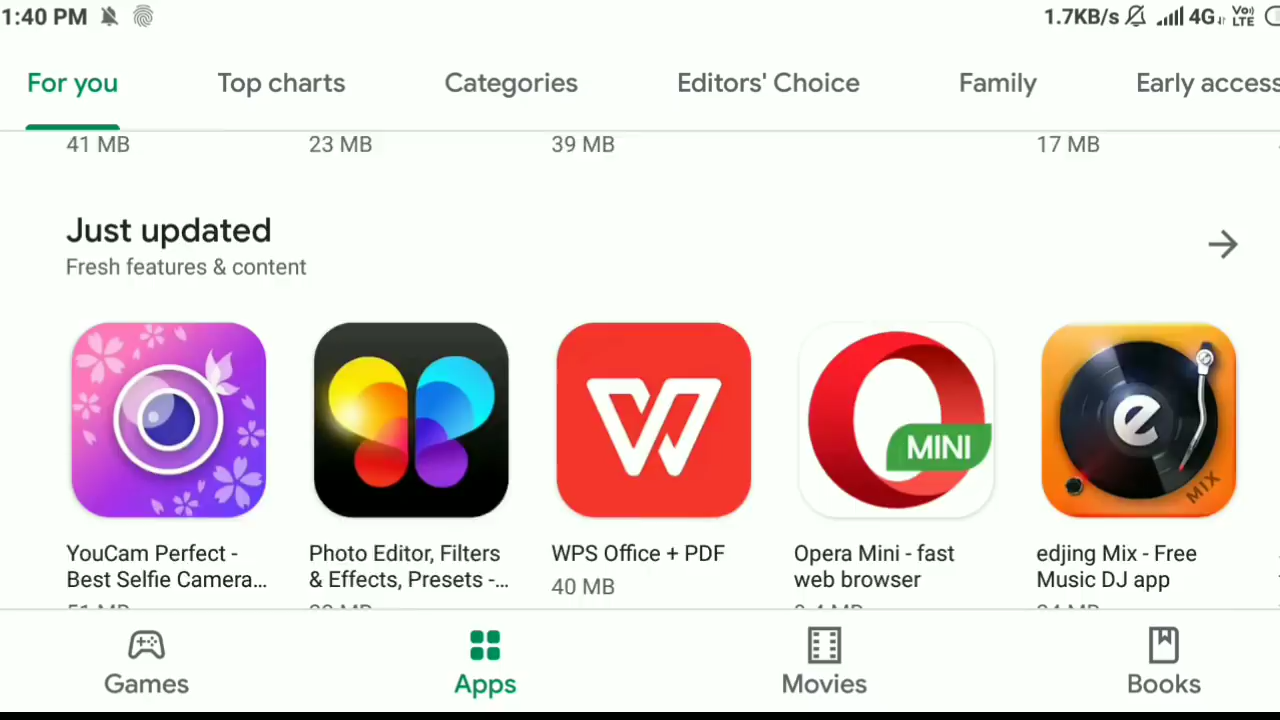 1:40 PM 1.7KB/s 4G Vo) LTE
For you Top charts Categories Editors' Choice Family Early access
41 MB 23 MB 39 MB 17 MB
Just updated
Fresh features & content
MINI
e
MIX
YouCam Perfect - Photo Editor, Filters WPS Office + PDF Opera Mini - fast edjing Mix - Free
Best Selfie Camera... & Effects, Presets -... 40 MB web browser Music DJ app
Games Apps Movies Books